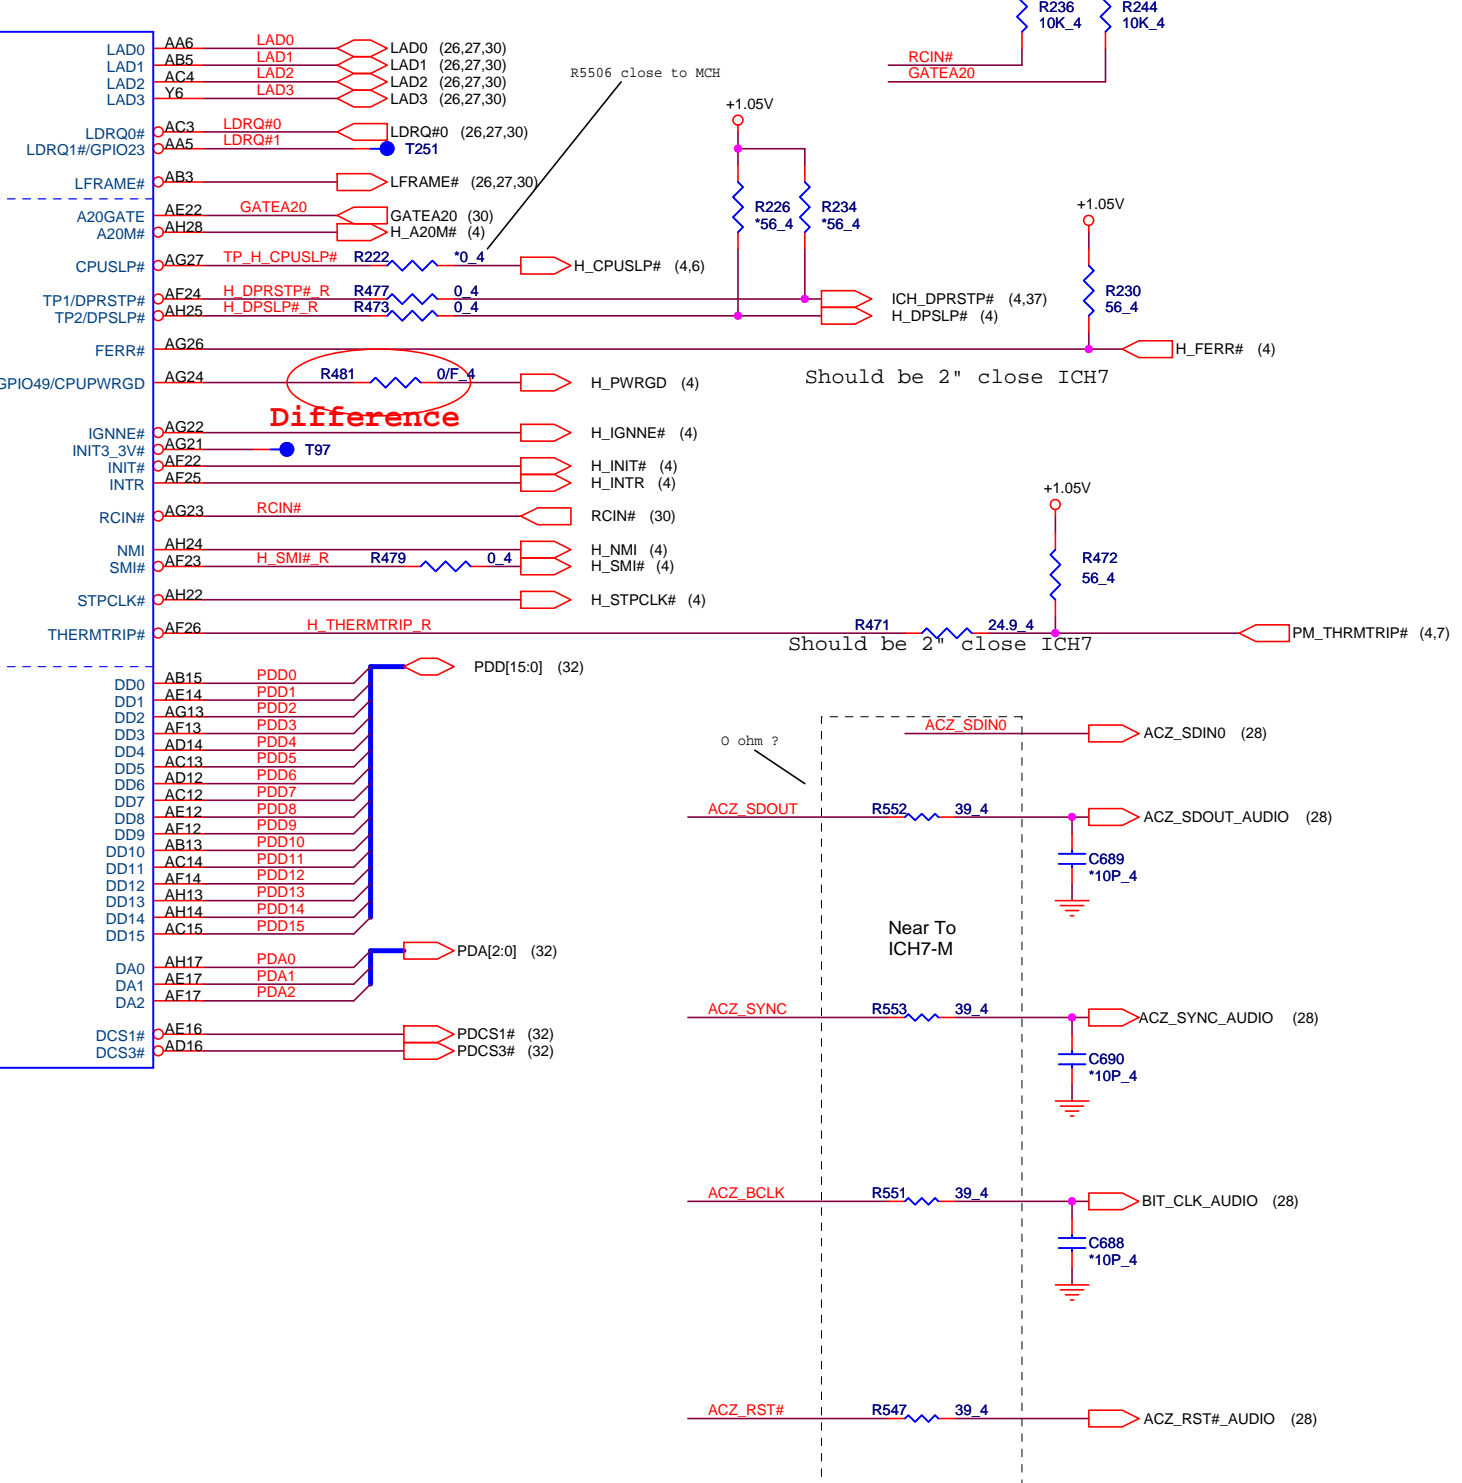 R236 R244
10K_4 10K_4
RCIN#
GATEA20
LAD0 AA6 LAD0 LAD0 (26,27,30)
LAD1 AB5 LAD1 LAD1 (26,27,30)
LAD2 AC4 LAD2 LAD2 (26,27,30)
LAD3 Y6 LAD3 LAD3 (26,27,30)
R5506 close to MCH
+1.05V
LDRQ0# AC3 LDRQ#0 LDRQ#0 (26,27,30)
LDRQ1#/GPIO23 AA5 LDRQ#1 T251
LFRAME# AB3 LFRAME# (26,27,30)
R226 R234
*56_4 *56_4
+1.05V
A20GATE AE22 GATEA20 GATEA20 (30)
A20M# AH28 H_A20M# (4)
CPUSLP# AG27 TP_H_CPUSLP# R222 *0_4 H_CPUSLP# (4,6)
TP1/DPRSTP# AF24 H_DPRSTP#_R R477 0_4 ICH_DPRSTP# (4,37)
TP2/DPSLP# AH25 H_DPSLP#_R R473 0_4 H_DPSLP# (4)
R230
56_4
FERR# AG26 H_FERR# (4)
Should be 2" close ICH7
GPIO49/CPUPWRGD AG24 R481 0/F_4 H_PWRGD (4)
Difference
IGNNE# AG22 H_IGNNE# (4)
INIT3_3V# AG21 T97
INIT# AF22 H_INIT# (4)
INTR AF25 H_INTR (4)
+1.05V
RCIN# AG23 RCIN# RCIN# (30)
NMI AH24 H_NMI (4)
SMI# AF23 H_SMI#_R R479 0_4 H_SMI# (4)
R472
56_4
STPCLK# AH22 H_STPCLK# (4)
THERMTRIP# AF26 H_THERMTRIP_R R471 24.9_4 PM_THRMTRIP# (4,7)
Should be 2" close ICH7
PDD[15:0] (32)
DD0 AB15 PDD0
DD1 AE14 PDD1
DD2 AG13 PDD2
DD3 AF13 PDD3
DD4 AD14 PDD4
DD5 AC13 PDD5
DD6 AD12 PDD6
DD7 AC12 PDD7
DD8 AE12 PDD8
DD9 AF12 PDD9
DD10 AB13 PDD10
DD11 AC14 PDD11
DD12 AF14 PDD12
DD13 AH13 PDD13
DD14 AH14 PDD14
DD15 AC15 PDD15
PDA[2:0] (32)
DA0 AH17 PDA0
DA1 AE17 PDA1
DA2 AF17 PDA2
DCS1# AE16 PDCS1# (32)
DCS3# AD16 PDCS3# (32)
ACZ_SDIN0 ACZ_SDIN0 (28)
0 ohm ?
ACZ_SDOUT R552 39_4 ACZ_SDOUT_AUDIO (28)
C689
*10P_4
Near To
ICH7-M
ACZ_SYNC R553 39_4 ACZ_SYNC_AUDIO (28)
C690
*10P_4
ACZ_BCLK R551 39_4 BIT_CLK_AUDIO (28)
C688
*10P_4
ACZ_RST# R547 39_4 ACZ_RST#_AUDIO (28)